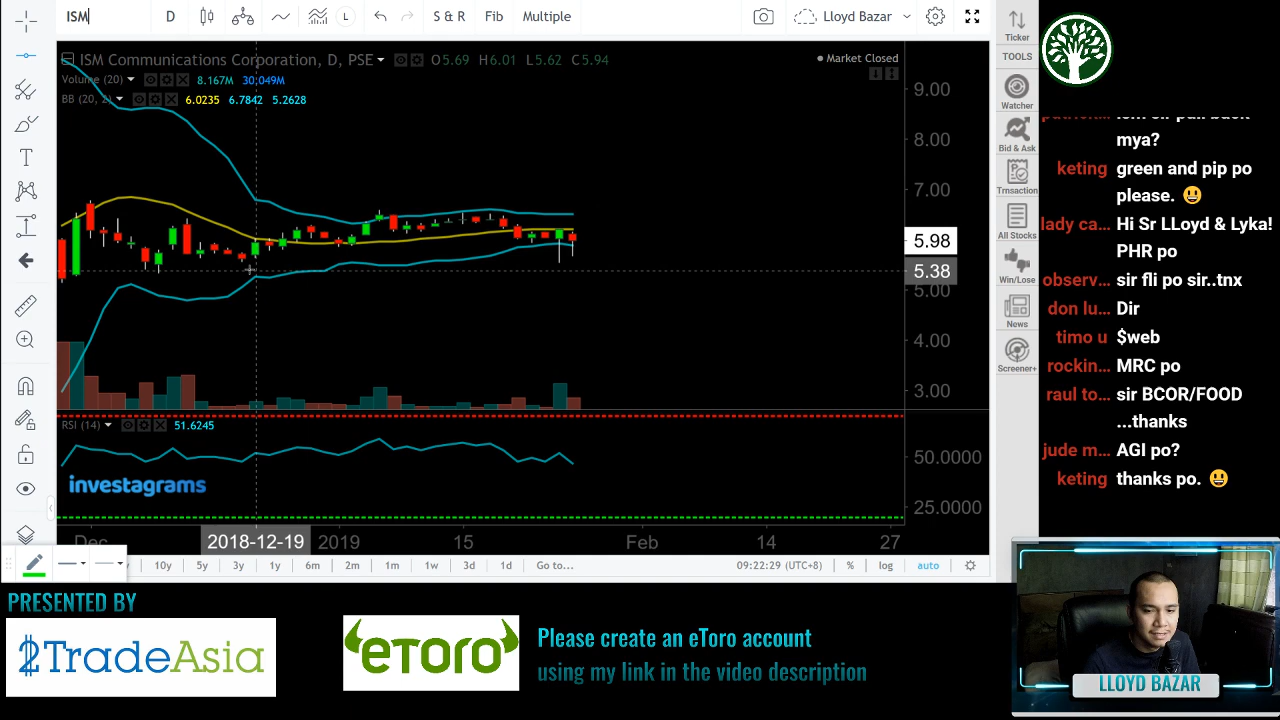 ISM
D
L
S & R
Fib
Multiple
Lloyd Bazar
ISM Communications Corporation, D, PSE
O5.69 H6.01 L5.62 C5.94
Market Closed
Volume (20) 8.167M 30.049M
BB (20, 2) 6.0235 6.7842 5.2628
9.00
8.00
7.00
5.98
5.38
5.00
4.00
3.00
RSI (14) 51.6245
50.0000
25.0000
investagrams
Dec
2018-12-19
2019
15
Feb
14
27
10y 5y 3y 1y 6m 2m 1m 1w 3d 1d Go to...
09:22:29 (UTC+8)
% log auto
Ticker
TOOLS
Watcher
Bid & Ask
Trnsaction
All Stocks
Win/Lose
News
Screener+
mya?
keting green and pip po
please. 😃
lady ca... Hi Sr LLoyd & Lyka!
PHR po
observ... sir fli po sir..tnx
don lu... Dir
timo u $web
rockin... MRC po
raul to... sir BCOR/FOOD
...thanks
jude m... AGI po?
keting thanks po. 😃
PRESENTED BY
2TradeAsia
eToro
Please create an eToro account
using my link in the video description
LLOYD BAZAR